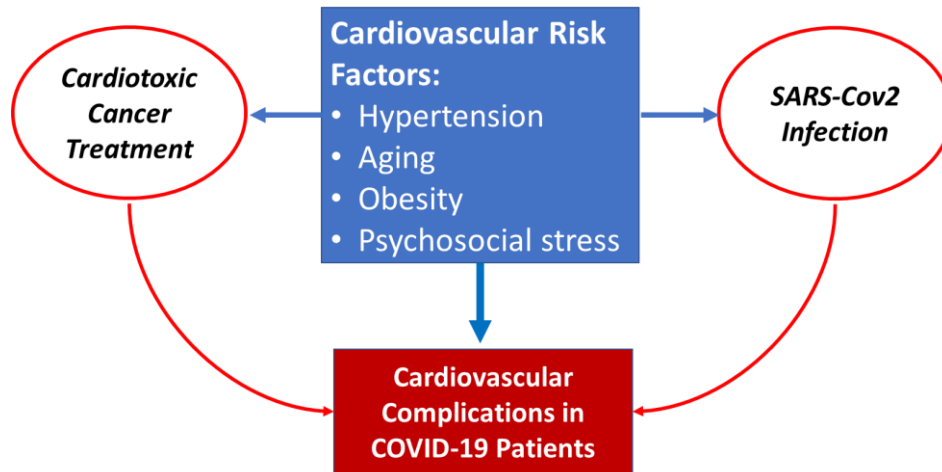 Cardiotoxic
Cancer
Treatment
Cardiovascular Risk
Factors:
• Hypertension
• Aging
• Obesity
• Psychosocial stress
SARS-Cov2
Infection
Cardiovascular
Complications in
COVID-19 Patients